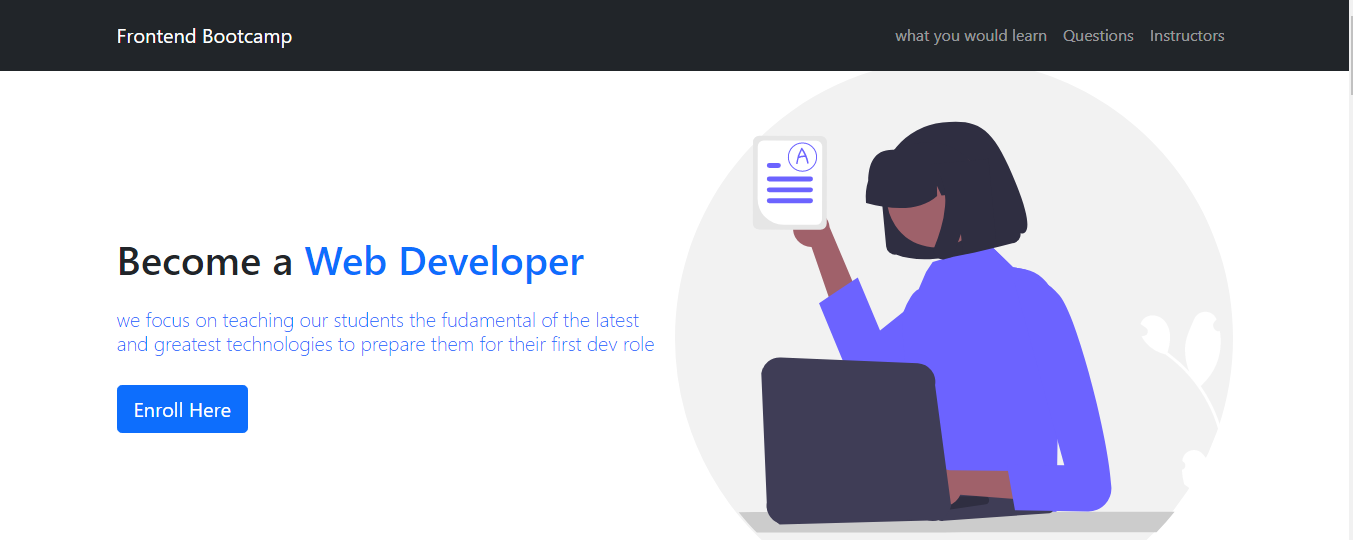 Frontend Bootcamp
what you would learn Questions Instructors
A
Become a Web Developer
we focus on teaching our students the fudamental of the latest
and greatest technologies to prepare them for their first dev role
Enroll Here